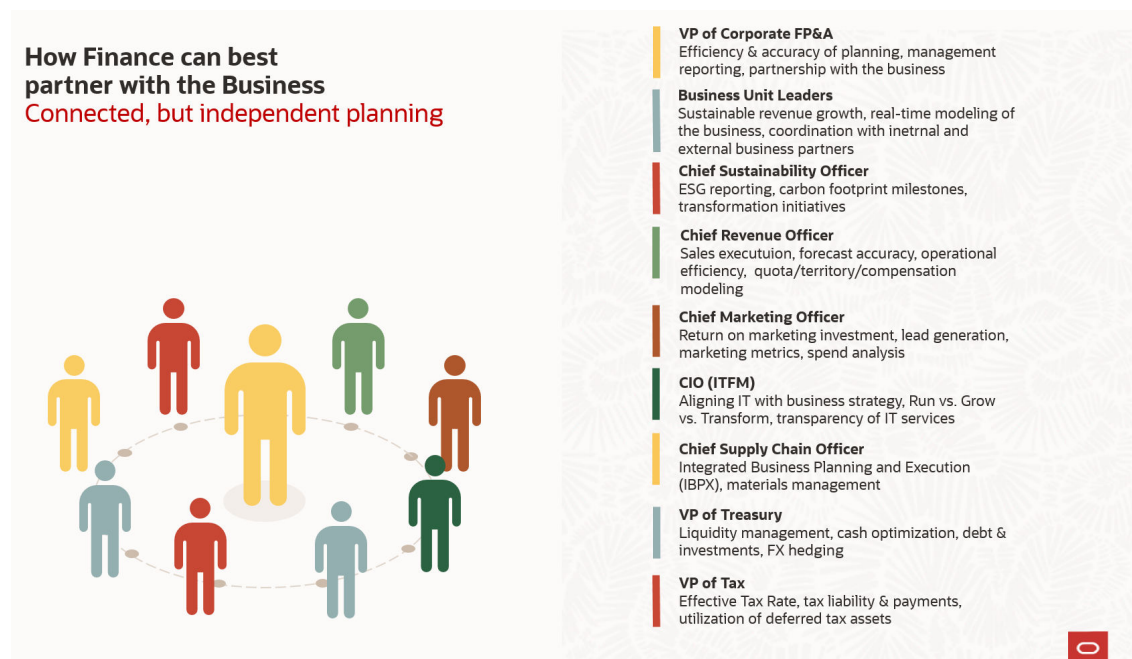 How Finance can best
partner with the Business
Connected, but independent planning
VP of Corporate FP&A
Efficiency & accuracy of planning, management
reporting, partnership with the business
Business Unit Leaders
Sustainable revenue growth, real-time modeling of
the business, coordination with inetrnal and
external business partners
Chief Sustainability Officer
ESG reporting, carbon footprint milestones,
transformation initiatives
Chief Revenue Officer
Sales executuion, forecast accuracy, operational
efficiency, quota/territory/compensation
modeling
Chief Marketing Officer
Return on marketing investment, lead generation,
marketing metrics, spend analysis
CIO (ITFM)
Aligning IT with business strategy, Run vs. Grow
vs. Transform, transparency of IT services
Chief Supply Chain Officer
Integrated Business Planning and Execution
(IBPX), materials management
VP of Treasury
Liquidity management, cash optimization, debt &
investments, FX hedging
VP of Tax
Effective Tax Rate, tax liability & payments,
utilization of deferred tax assets